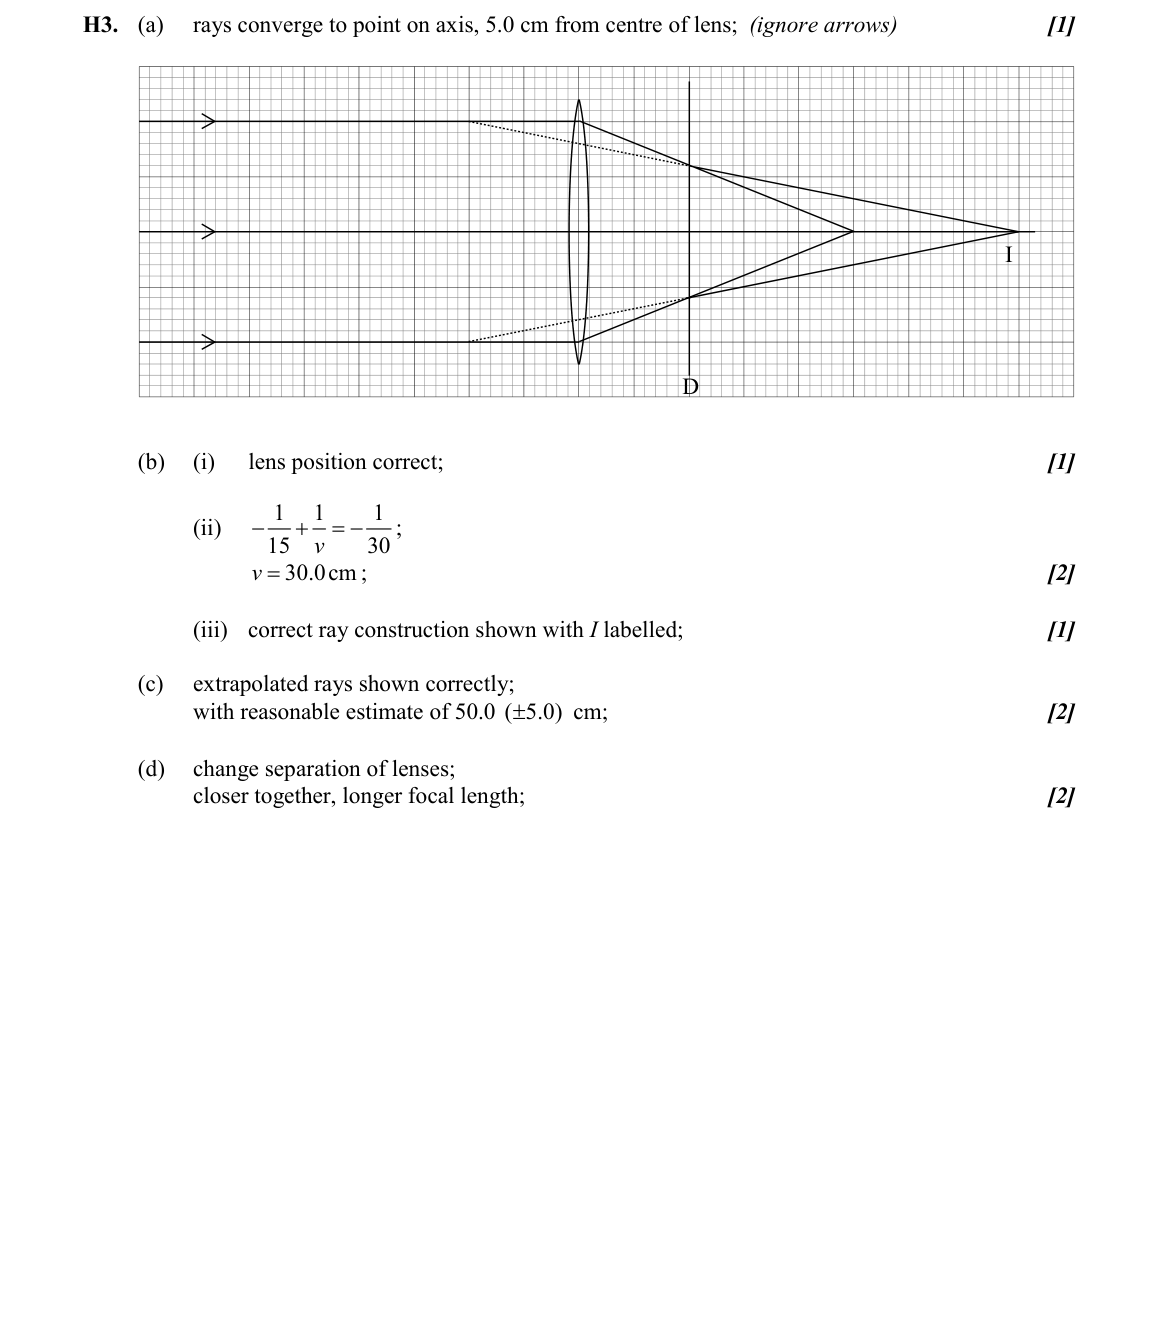 H3. (a) rays converge to point on axis, 5.0 cm from centre of lens; (ignore arrows) [1]
I
D
(b) (i) lens position correct; [1]
(ii) −1/15 + 1/v = −1/30;
v = 30.0 cm; [2]
(iii) correct ray construction shown with I labelled; [1]
(c) extrapolated rays shown correctly;
with reasonable estimate of 50.0 (±5.0) cm; [2]
(d) change separation of lenses;
closer together, longer focal length; [2]